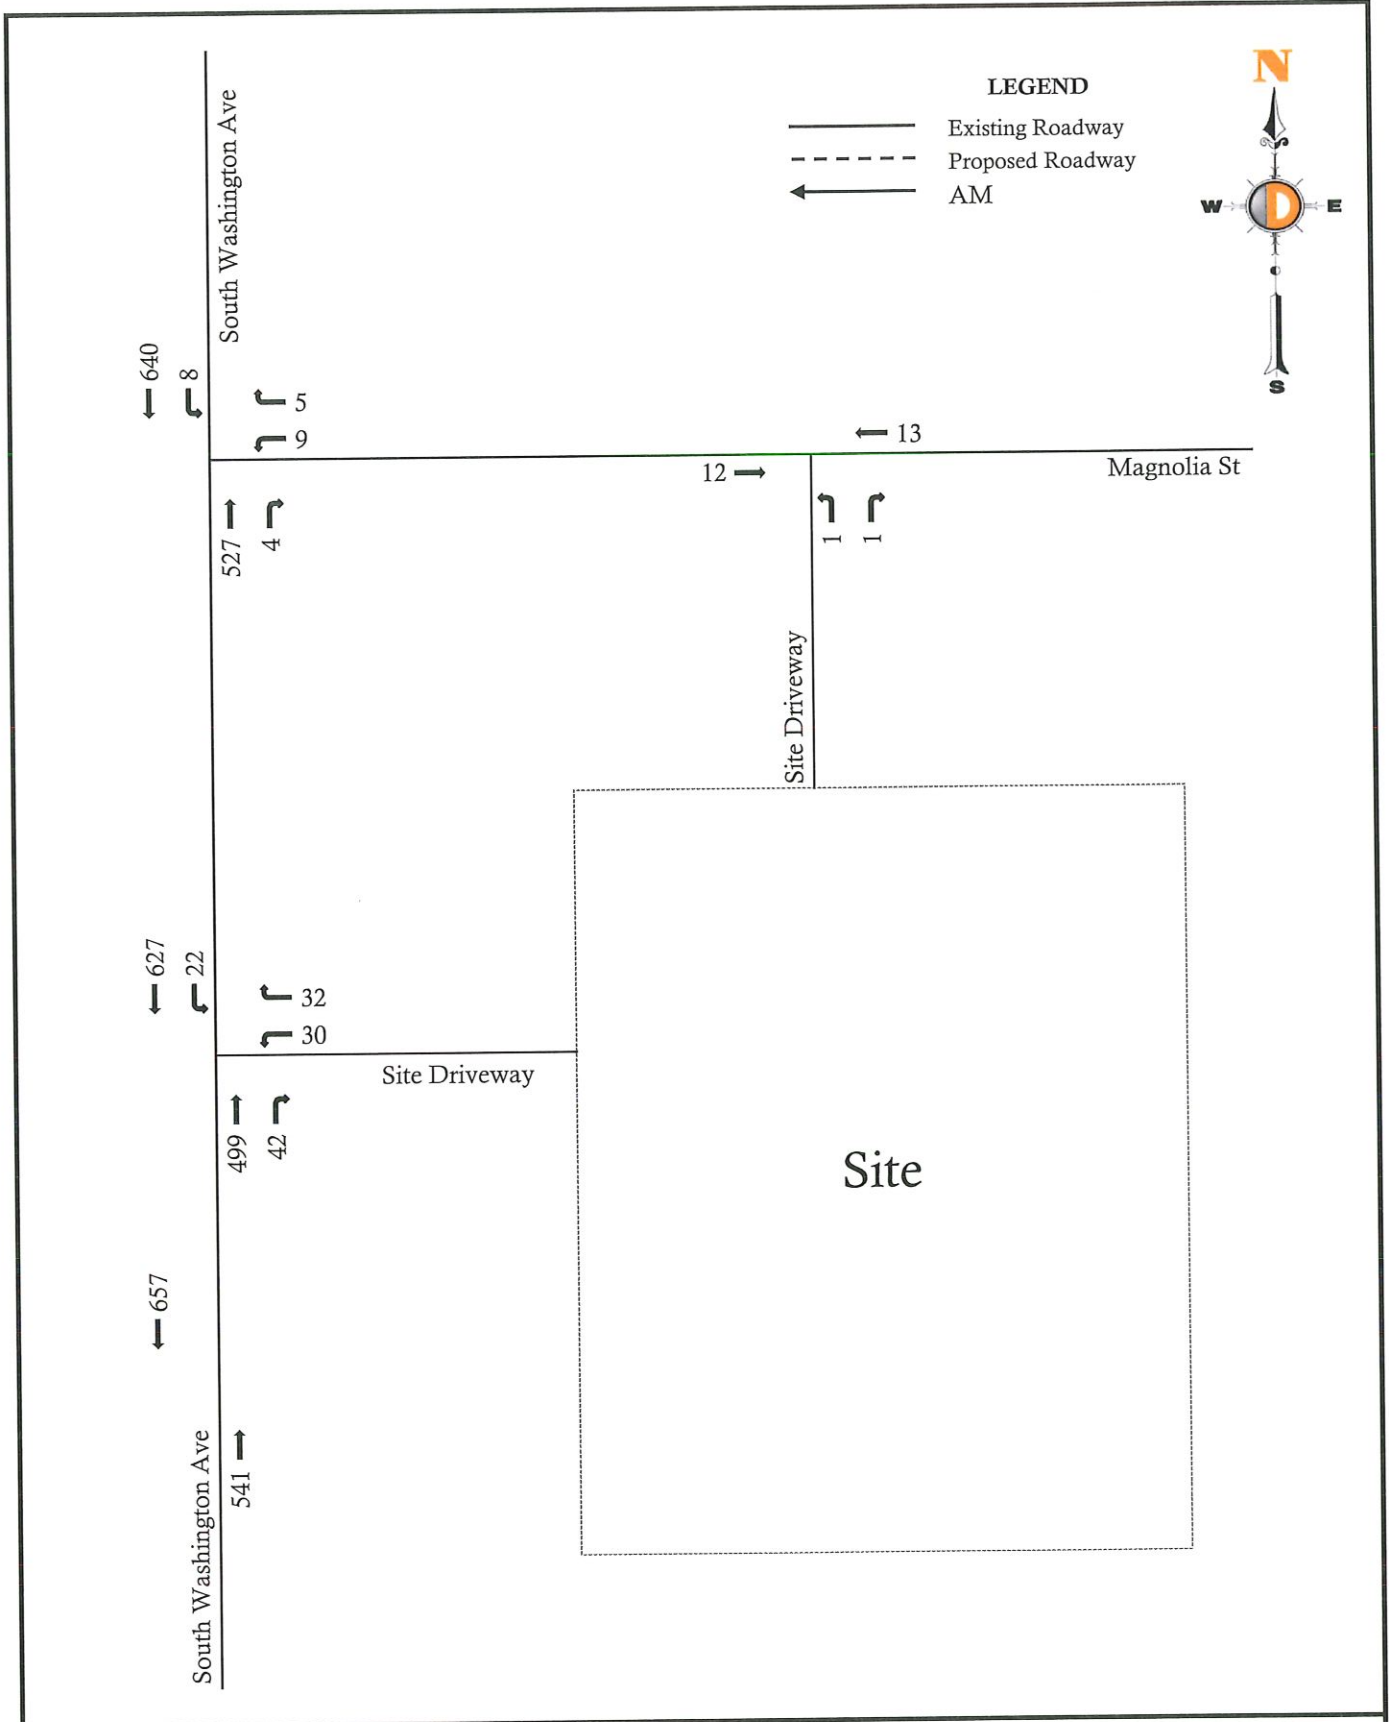 LEGEND
Existing Roadway
Proposed Roadway
AM
N
W
D
E
S
South Washington Ave
640
8
5
9
13
12
Magnolia St
527
4
1
1
Site Driveway
627
22
32
30
Site Driveway
499
42
Site
657
541
South Washington Ave